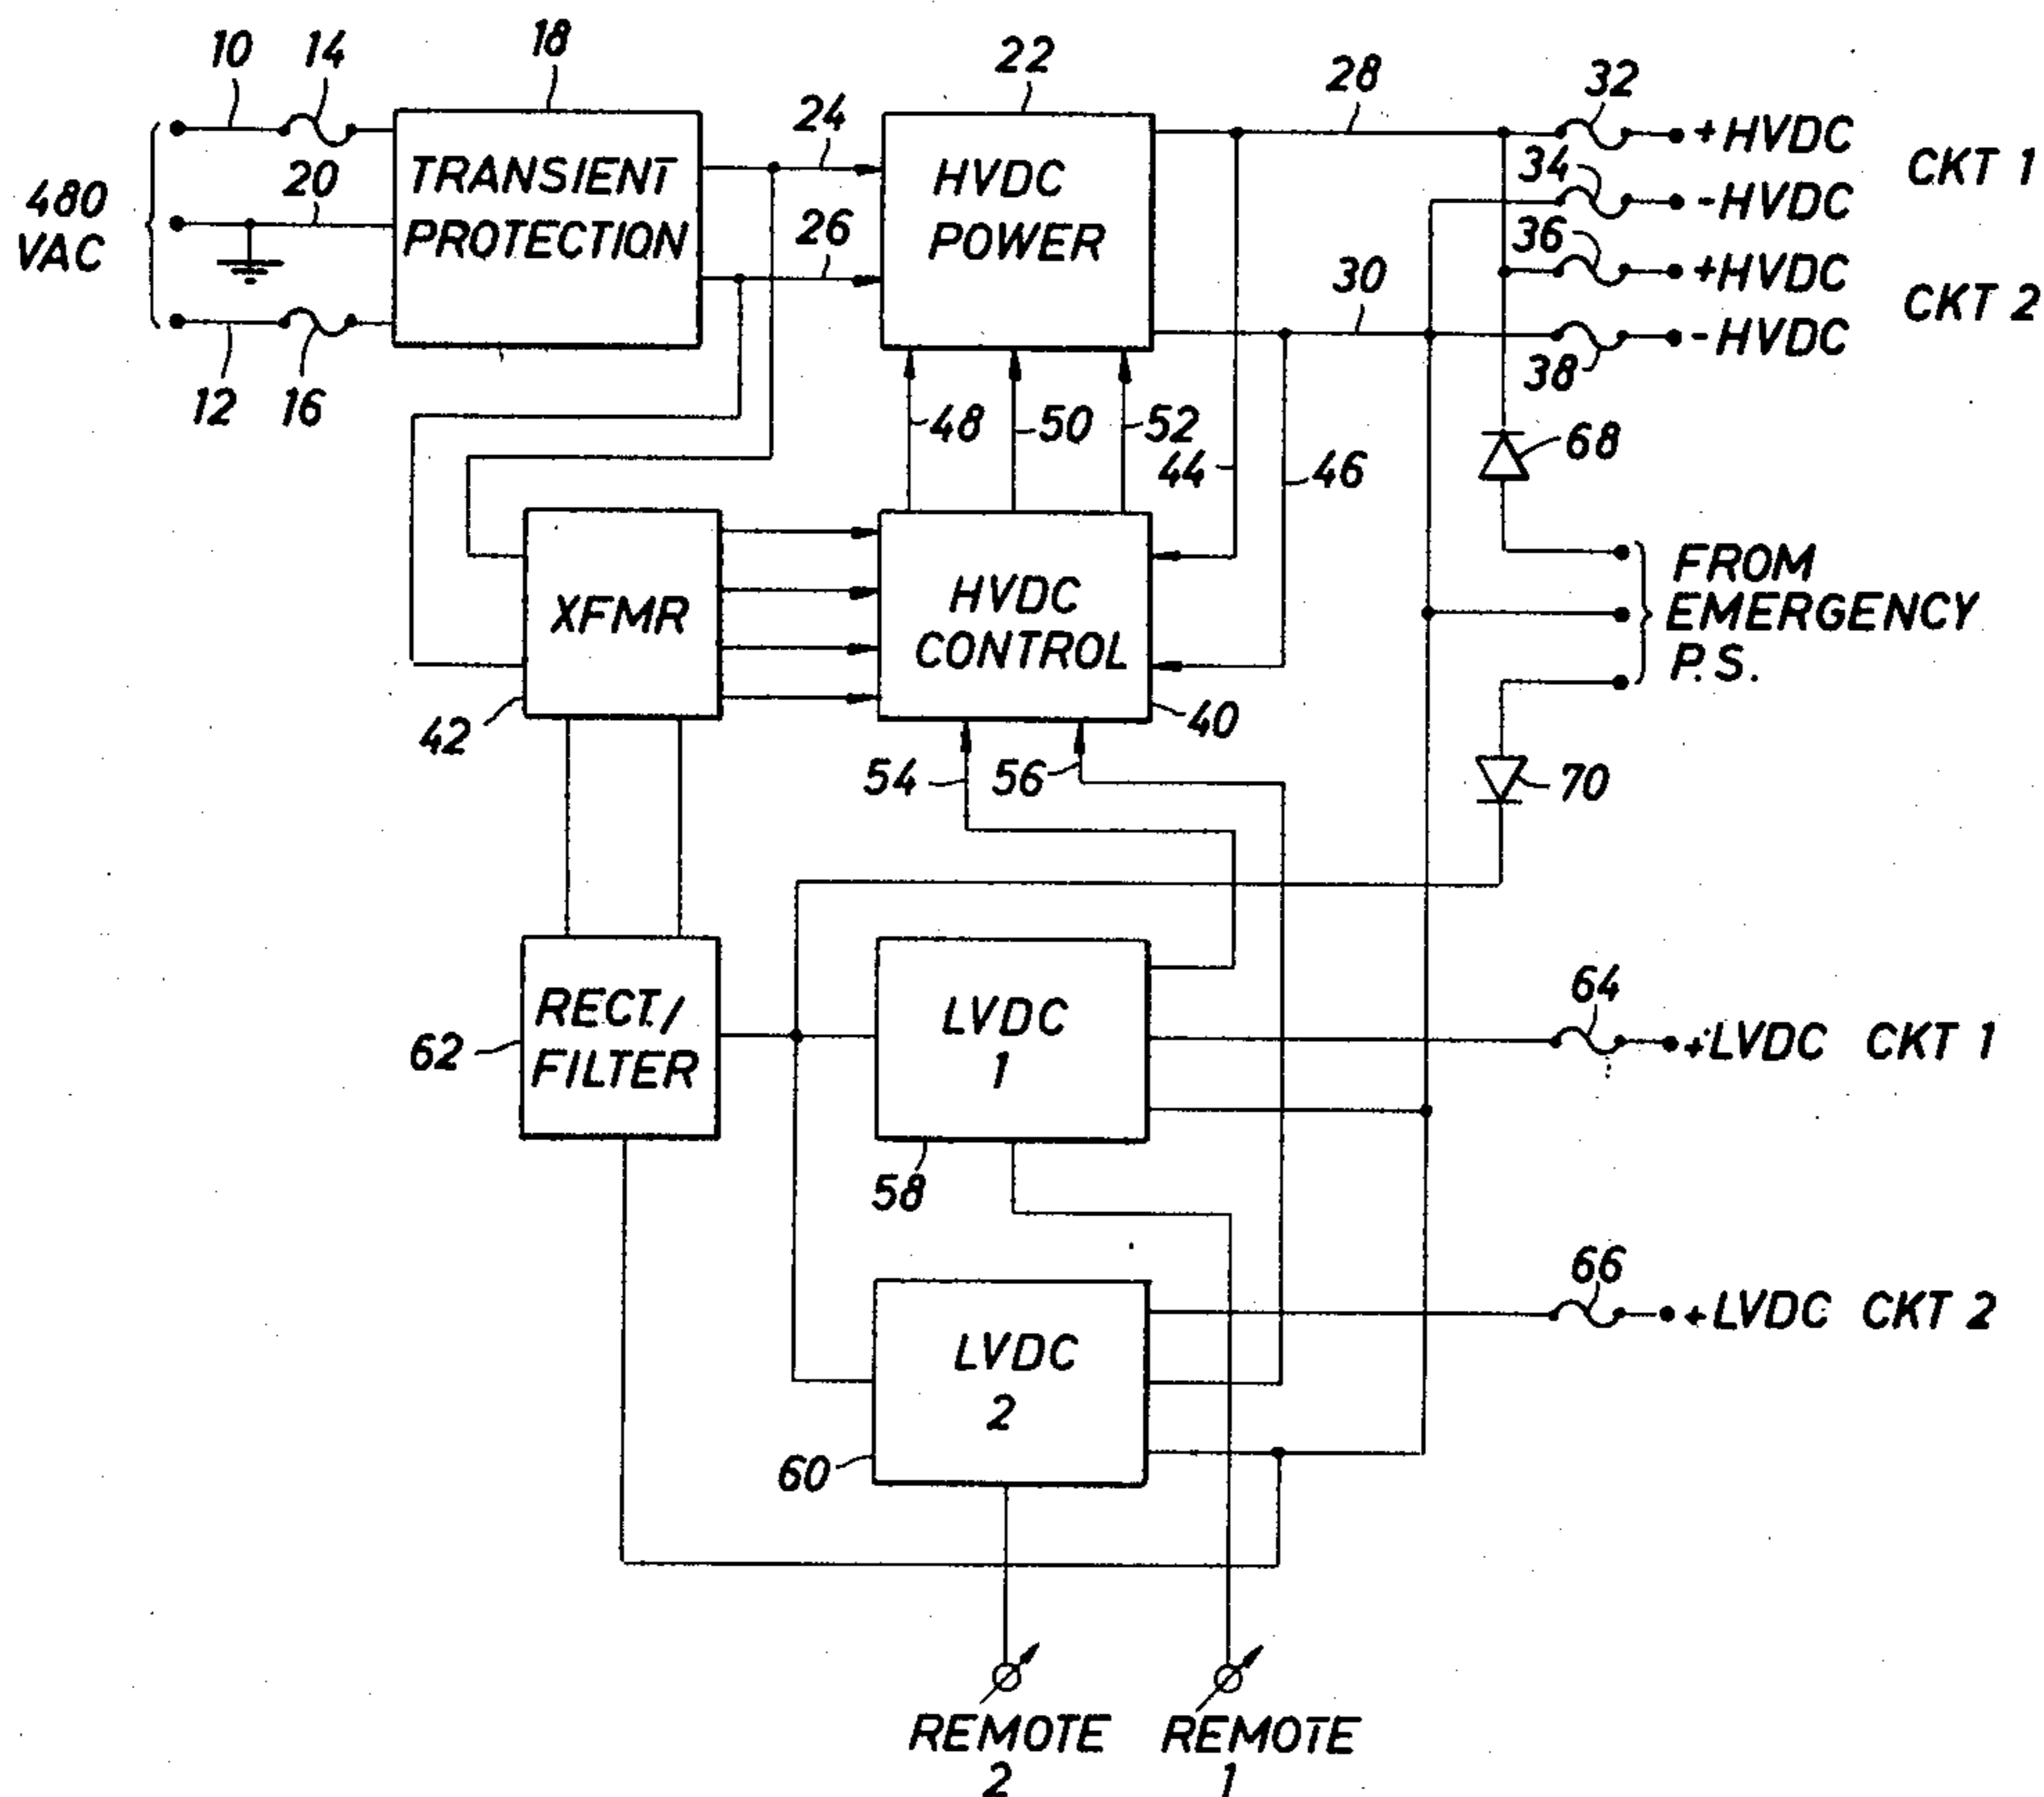 10
14
18
22
28
32
480
VAC
20
TRANSIENT
PROTECTION
24
26
HVDC
POWER
+HVDC
34
-HVDC
CKT 1
36
+HVDC
30
-HVDC
CKT 2
38
12
16
48
50
52
44
46
68
XFMR
HVDC
CONTROL
FROM
EMERGENCY
P.S.
42
40
54
56
70
RECT./
FILTER
62
LVDC
1
64
+LVDC CKT 1
58
LVDC
2
66
+LVDC CKT 2
60
REMOTE
2
REMOTE
1